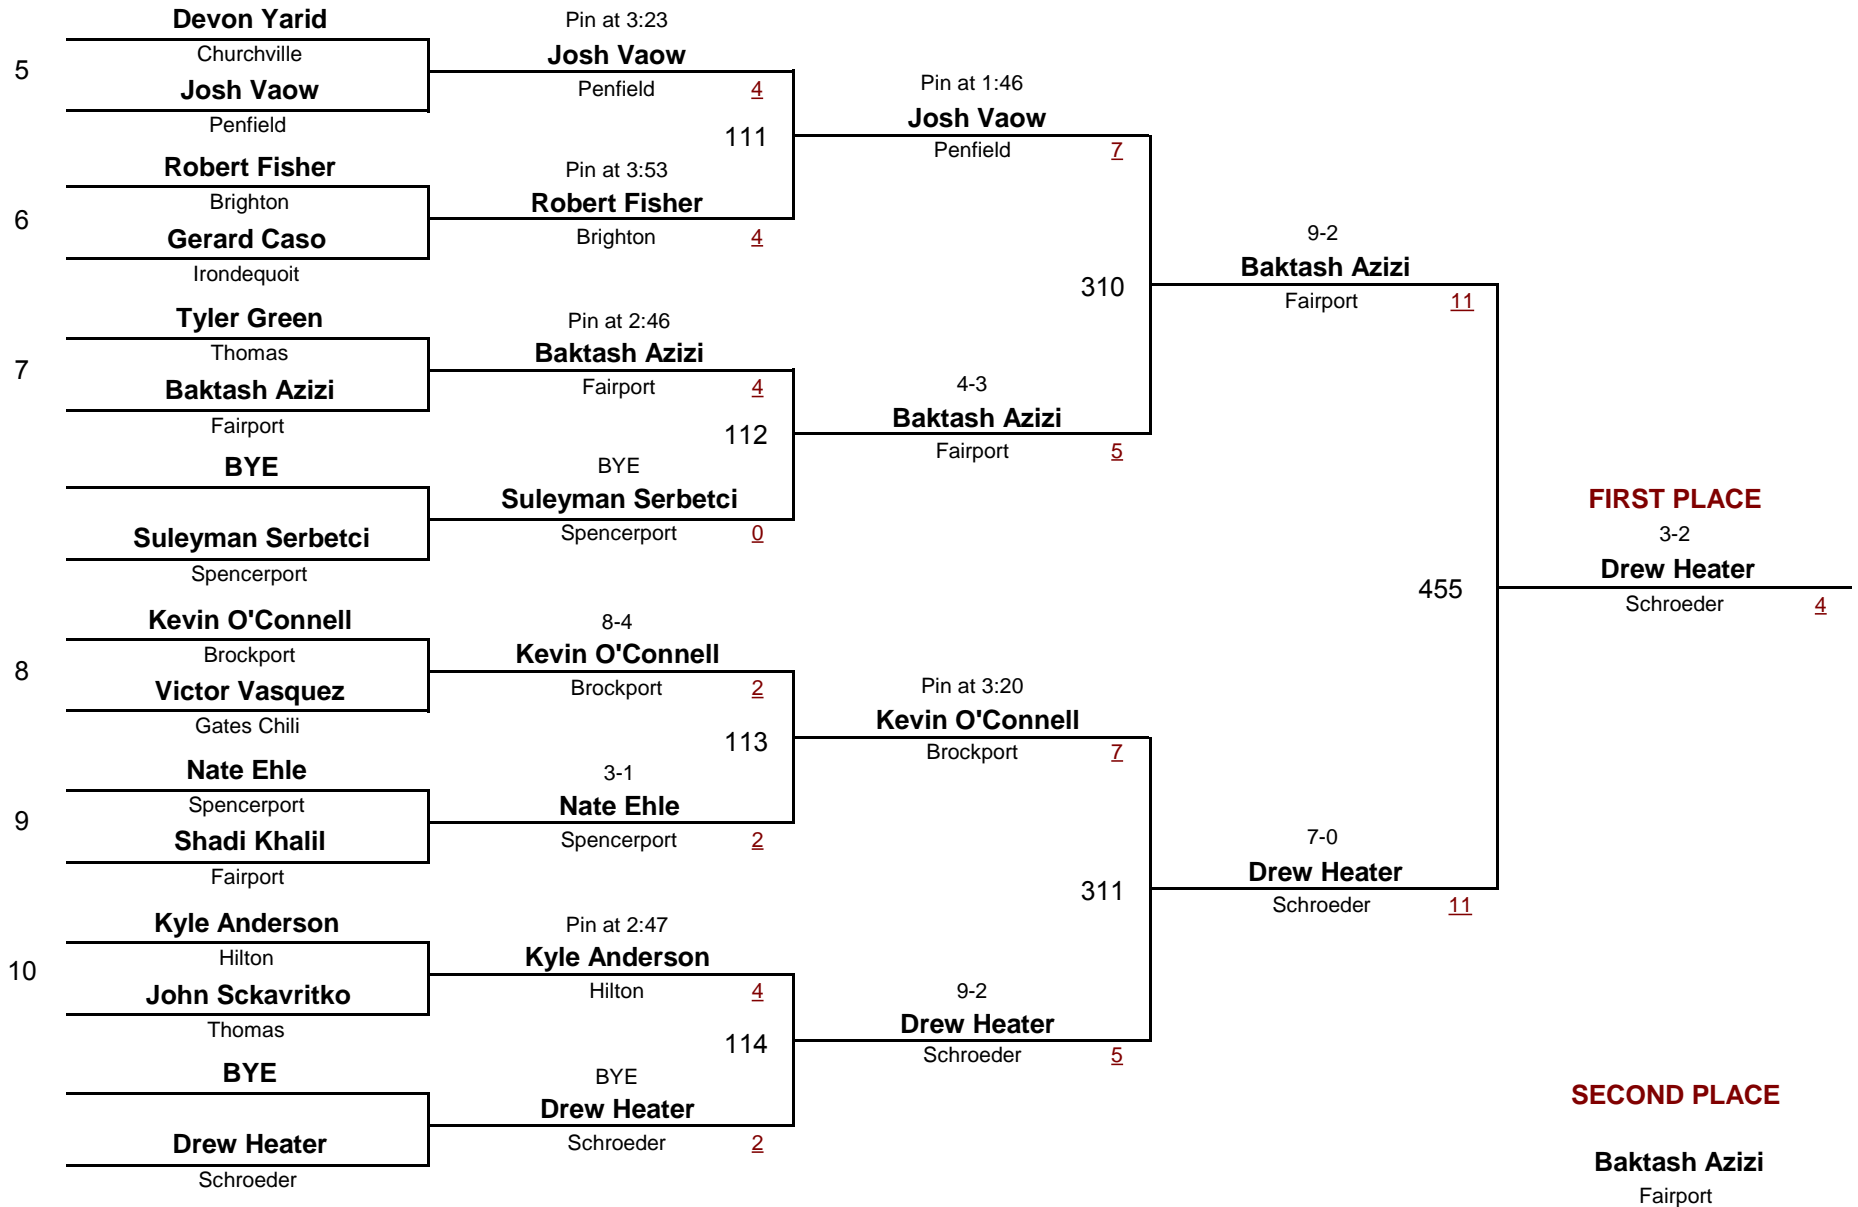 Devon Yarid
Churchville
5
Josh Vaow
Penfield
Robert Fisher
Brighton
6
Gerard Caso
Irondequoit
Tyler Green
Thomas
7
Baktash Azizi
Fairport
BYE
Suleyman Serbetci
Spencerport
Kevin O'Connell
Brockport
8
Victor Vasquez
Gates Chili
Nate Ehle
Spencerport
9
Shadi Khalil
Fairport
Kyle Anderson
Hilton
10
John Sckavritko
Thomas
BYE
Drew Heater
Schroeder
Pin at 3:23
Josh Vaow
Penfield 4
111
Pin at 3:53
Robert Fisher
Brighton 4
Pin at 2:46
Baktash Azizi
Fairport 4
112
BYE
Suleyman Serbetci
Spencerport 0
8-4
Kevin O'Connell
Brockport 2
113
3-1
Nate Ehle
Spencerport 2
Pin at 2:47
Kyle Anderson
Hilton 4
114
BYE
Drew Heater
Schroeder 2
Pin at 1:46
Josh Vaow
Penfield 7
310
4-3
Baktash Azizi
Fairport 5
Pin at 3:20
Kevin O'Connell
Brockport 7
311
9-2
Drew Heater
Schroeder 5
9-2
Baktash Azizi
Fairport 11
455
7-0
Drew Heater
Schroeder 11
FIRST PLACE
3-2
Drew Heater
Schroeder 4
SECOND PLACE
Baktash Azizi
Fairport